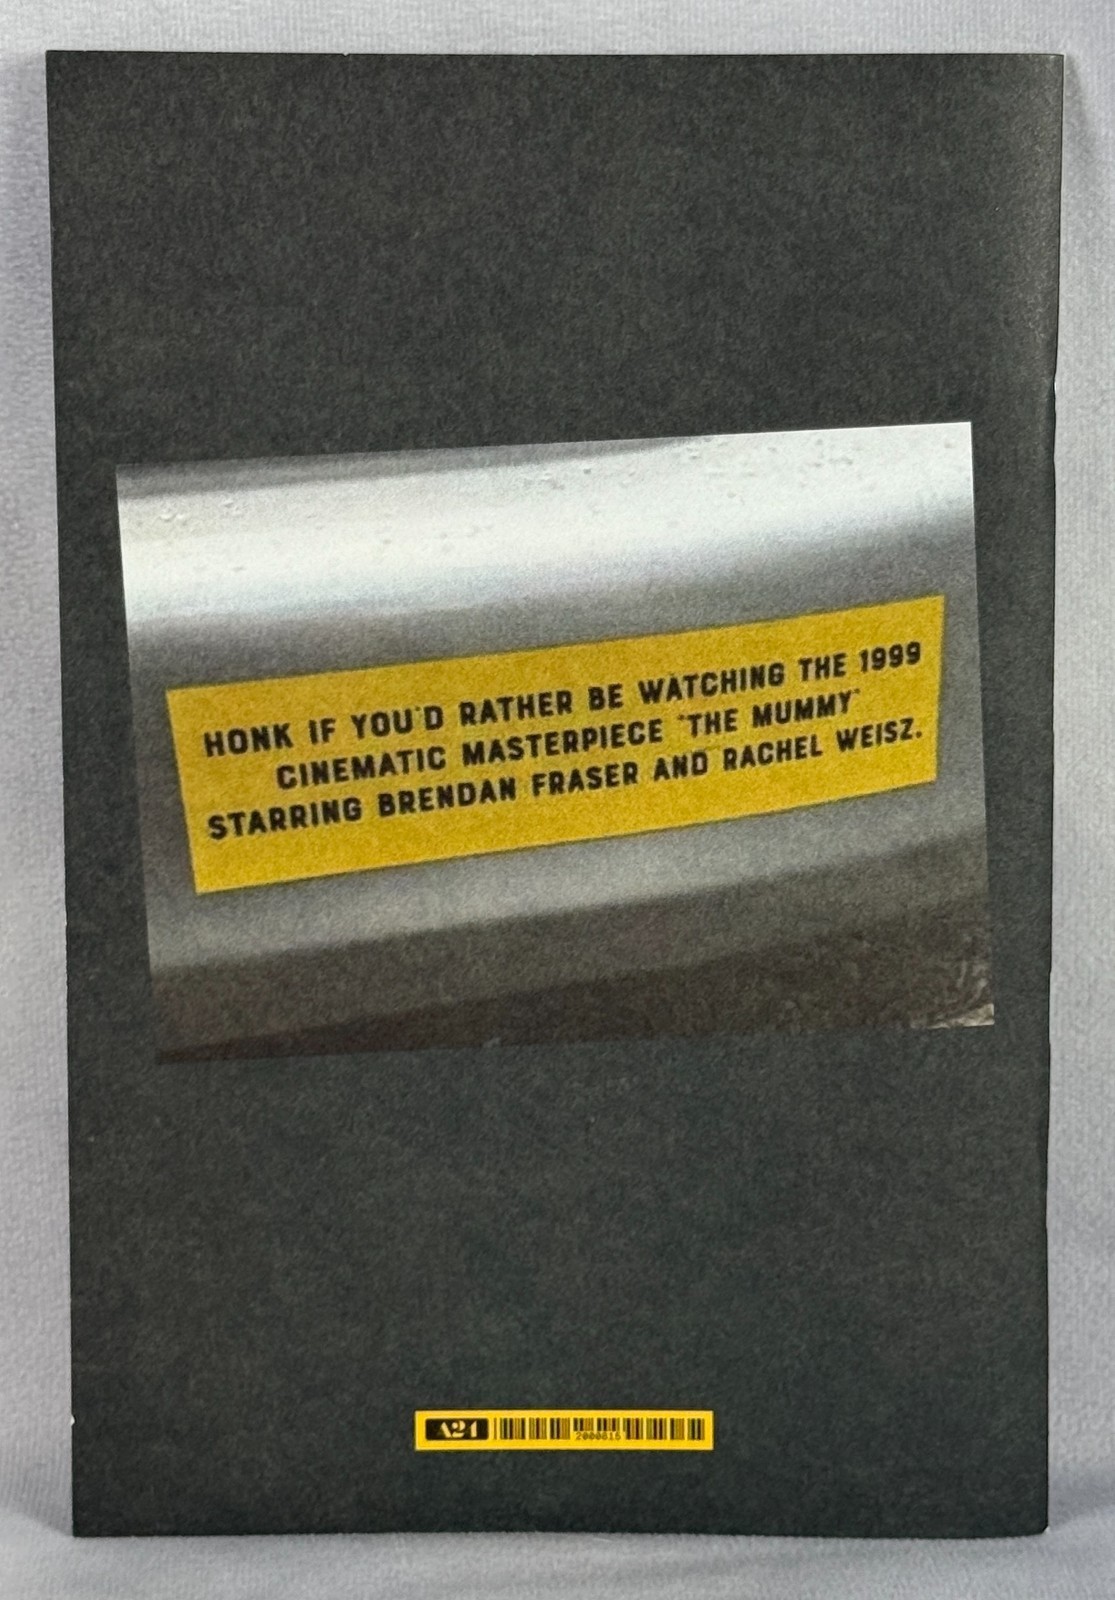 HONK IF YOU'D RATHER BE WATCHING THE 1999
CINEMATIC MASTERPIECE "THE MUMMY"
STARRING BRENDAN FRASER AND RACHEL WEISZ.
A24
2000615